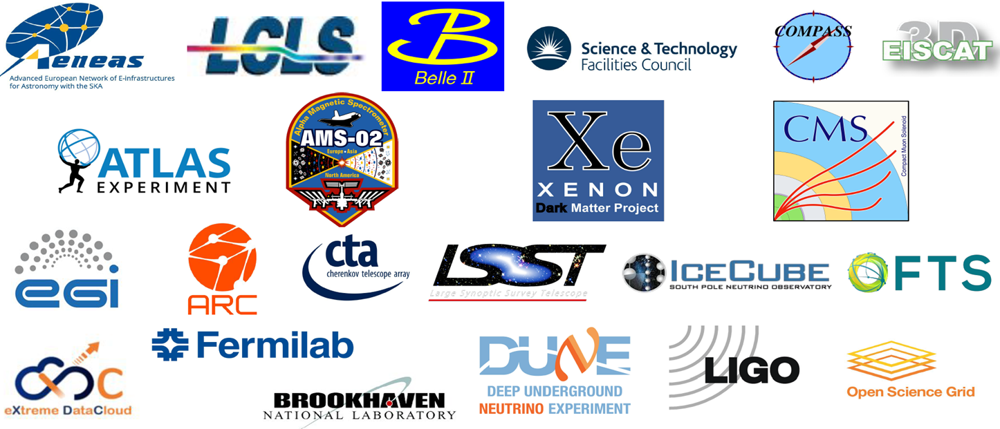 Aeneas
Advanced European Network of E-infrastructures
for Astronomy with the SKA
LCLS
B
Belle II
Science & Technology
Facilities Council
COMPASS
3D
EISCAT
ATLAS
EXPERIMENT
Alpha Magnetic Spectrometer
AMS-02
Europe • Asia
North America
Xe
XENON
Dark Matter Project
CMS
Compact Muon Solenoid
egi
ARC
cta
cherenkov telescope array
LSST
Large Synoptic Survey Telescope
ICECUBE
SOUTH POLE NEUTRINO OBSERVATORY
FTS
XDC
eXtreme DataCloud
Fermilab
BROOKHAVEN
NATIONAL LABORATORY
DUNE
DEEP UNDERGROUND
NEUTRINO EXPERIMENT
LIGO
Open Science Grid